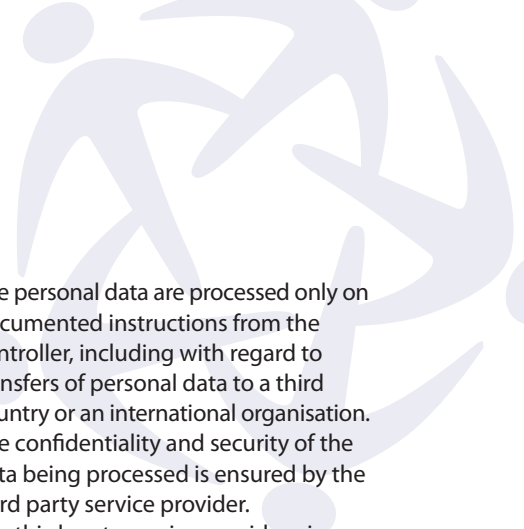 e personal data are processed only on
cumented instructions from the
ntroller, including with regard to
nsfers of personal data to a third
untry or an international organisation.
e confidentiality and security of the
ta being processed is ensured by the
rd party service provider.